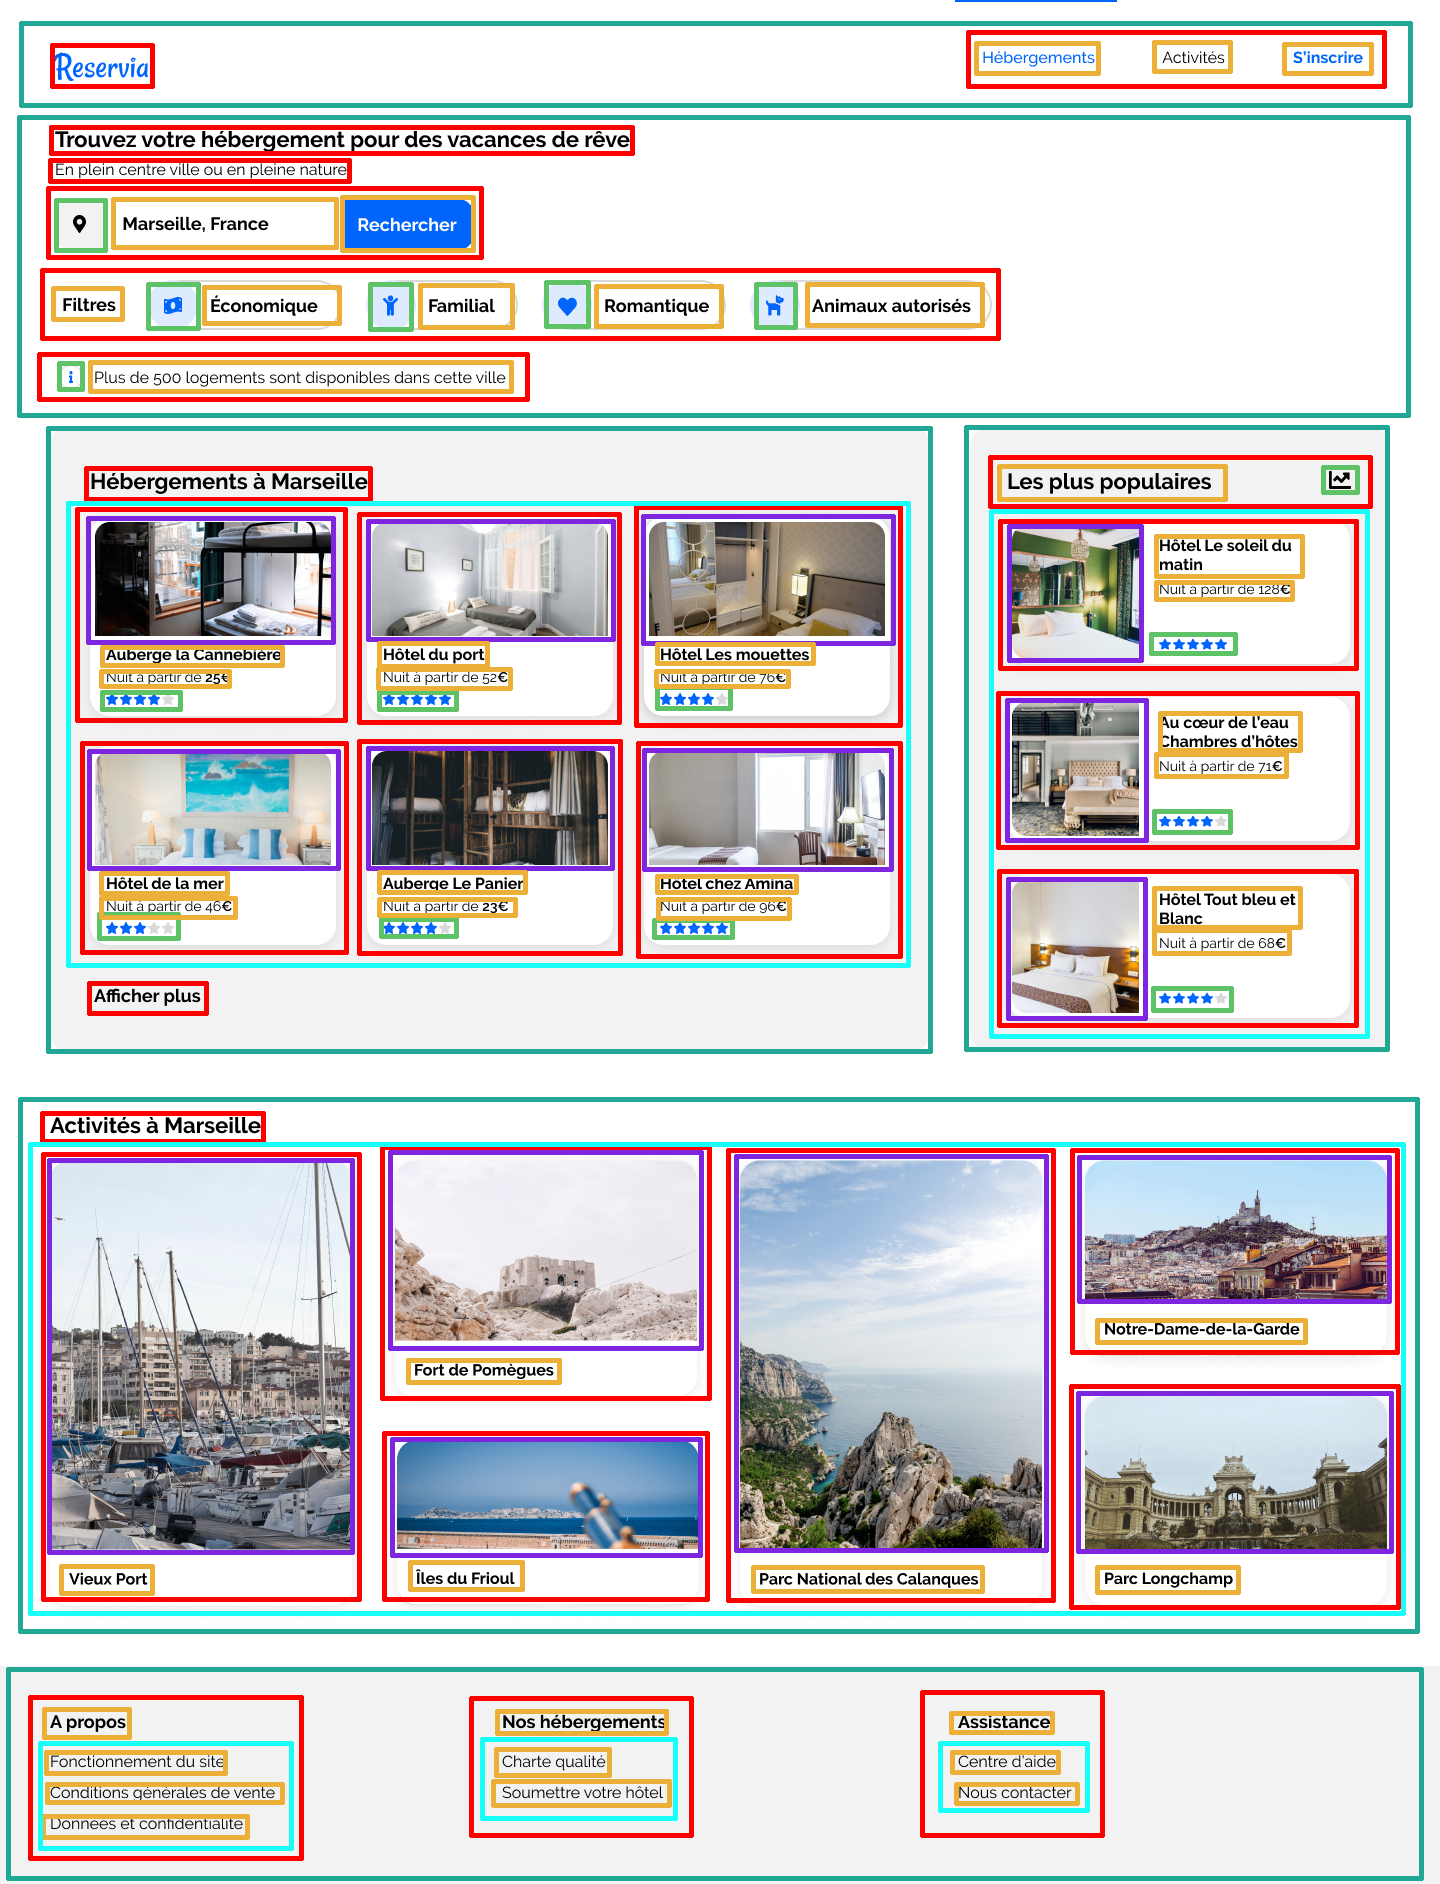 Reservia
Hébergements
Activités
S'inscrire
Trouvez votre hébergement pour des vacances de rêve
En plein centre ville ou en pleine nature
Marseille, France
Rechercher
Filtres
Économique
Familial
Romantique
Animaux autorisés
Plus de 500 logements sont disponibles dans cette ville
Hébergements à Marseille
Auberge la Cannebière
Nuit à partir de 25€
Hôtel du port
Nuit à partir de 52€
Hôtel Les mouettes
Nuit à partir de 76€
Hôtel de la mer
Nuit à partir de 46€
Auberge Le Panier
Nuit à partir de 23€
Hôtel chez Amina
Nuit à partir de 96€
Afficher plus
Les plus populaires
Hôtel Le soleil du
matin
Nuit à partir de 128€
Au cœur de l'eau
Chambres d'hôtes
Nuit à partir de 71€
Hôtel Tout bleu et
Blanc
Nuit à partir de 68€
Activités à Marseille
Vieux Port
Fort de Pomègues
Îles du Frioul
Parc National des Calanques
Notre-Dame-de-la-Garde
Parc Longchamp
A propos
Fonctionnement du site
Conditions générales de vente
Données et confidentialité
Nos hébergements
Charte qualité
Soumettre votre hôtel
Assistance
Centre d'aide
Nous contacter